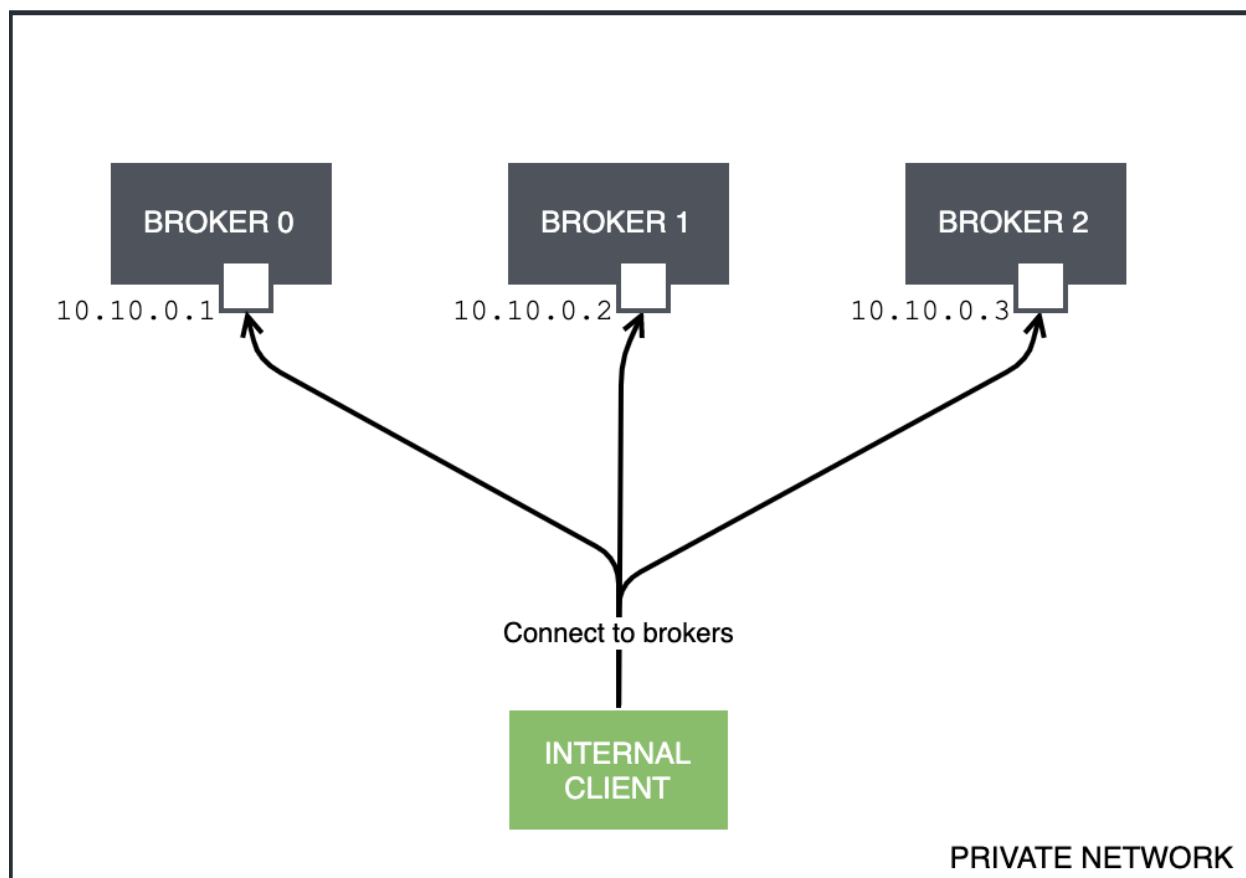 BROKER 0
BROKER 1
BROKER 2
10.10.0.1
10.10.0.2
10.10.0.3
Connect to brokers
INTERNAL
CLIENT
PRIVATE NETWORK